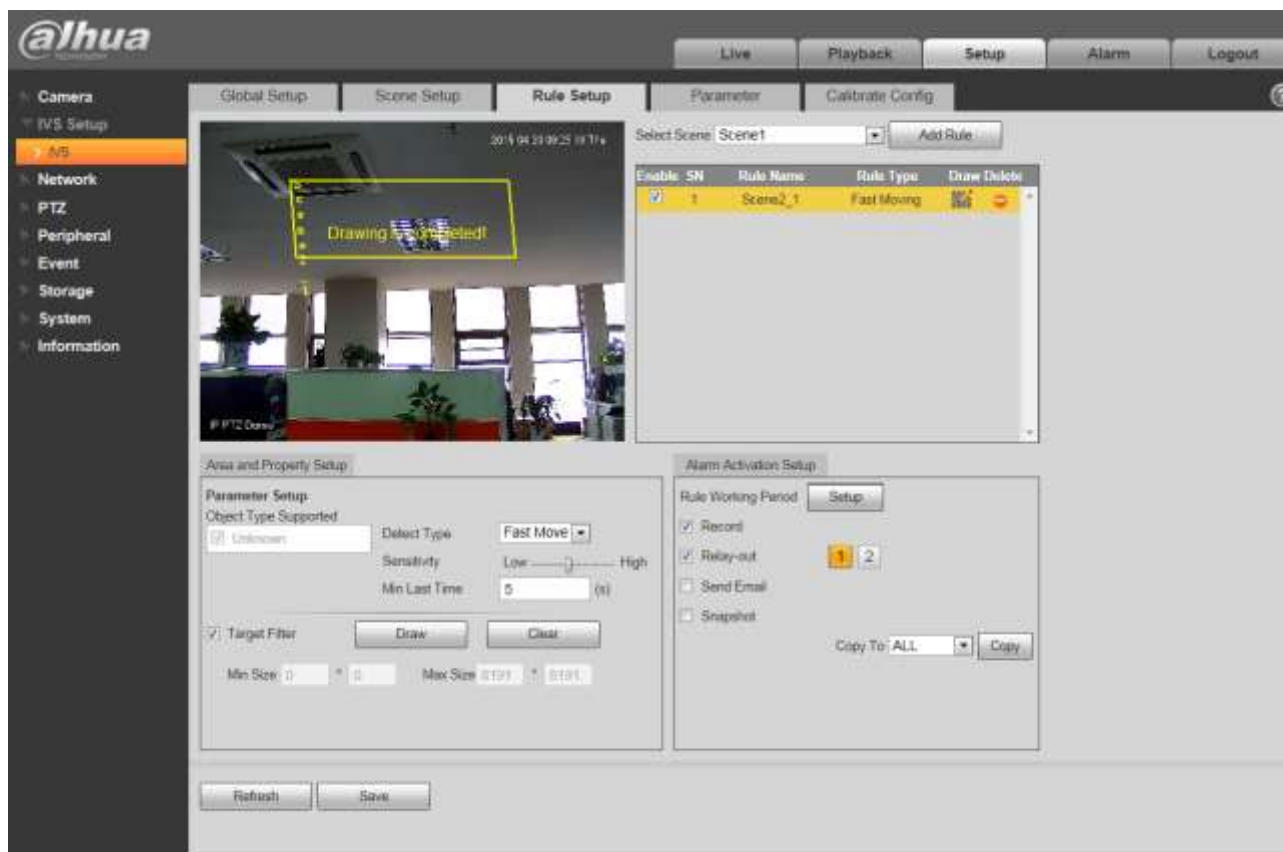 alhua
TECHNOLOGY
Live
Playback
Setup
Alarm
Logout
Camera
IVS Setup
IVS
Network
PTZ
Peripheral
Event
Storage
System
Information
Global Setup
Scene Setup
Rule Setup
Parameter
Calibrate Config
Drawing
IP PTZ Dome
Select Scene Scene1
Add Rule
Enable SN Rule Name Rule Type Draw Delete
1 Scene2_1 Fast Moving
Area and Property Setup
Parameter Setup
Object Type Supported
Unknown
Detect Type Fast Move
Sensitivity Low High
Min Last Time 5 (s)
Target Filter Draw Clear
Min Size 0 * 0 Max Size 8191 * 8191
Alarm Activation Setup
Rule Working Period Setup
Record
Relay-out 1 2
Send Email
Snapshot
Copy To ALL Copy
Refresh Save